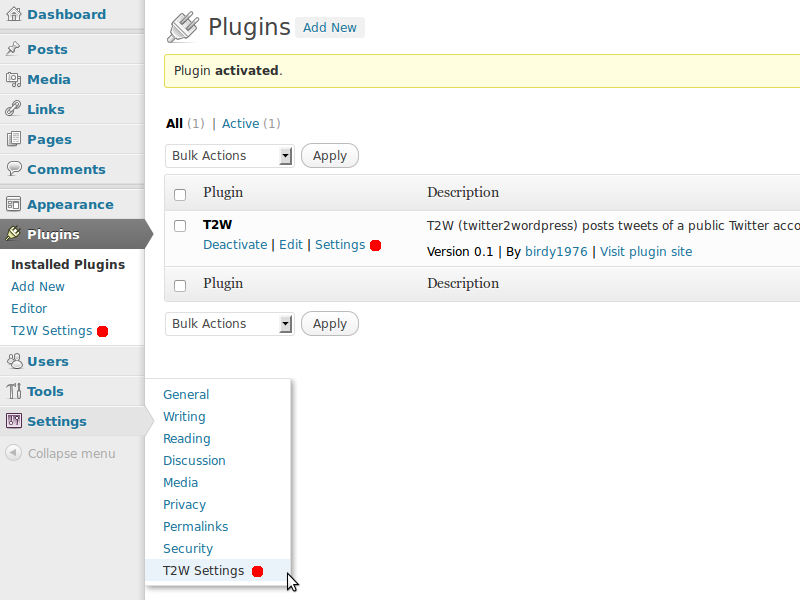 Dashboard
Posts
Media
Links
Pages
Comments
Appearance
Plugins
Installed Plugins
Add New
Editor
T2W Settings
Users
Tools
Settings
Collapse menu
Plugins Add New
Plugin activated.
All (1) | Active (1)
Bulk Actions Apply
Plugin Description
T2W T2W (twitter2wordpress) posts tweets of a public Twitter acco
Deactivate | Edit | Settings Version 0.1 | By birdy1976 | Visit plugin site
Plugin Description
Bulk Actions Apply
General
Writing
Reading
Discussion
Media
Privacy
Permalinks
Security
T2W Settings